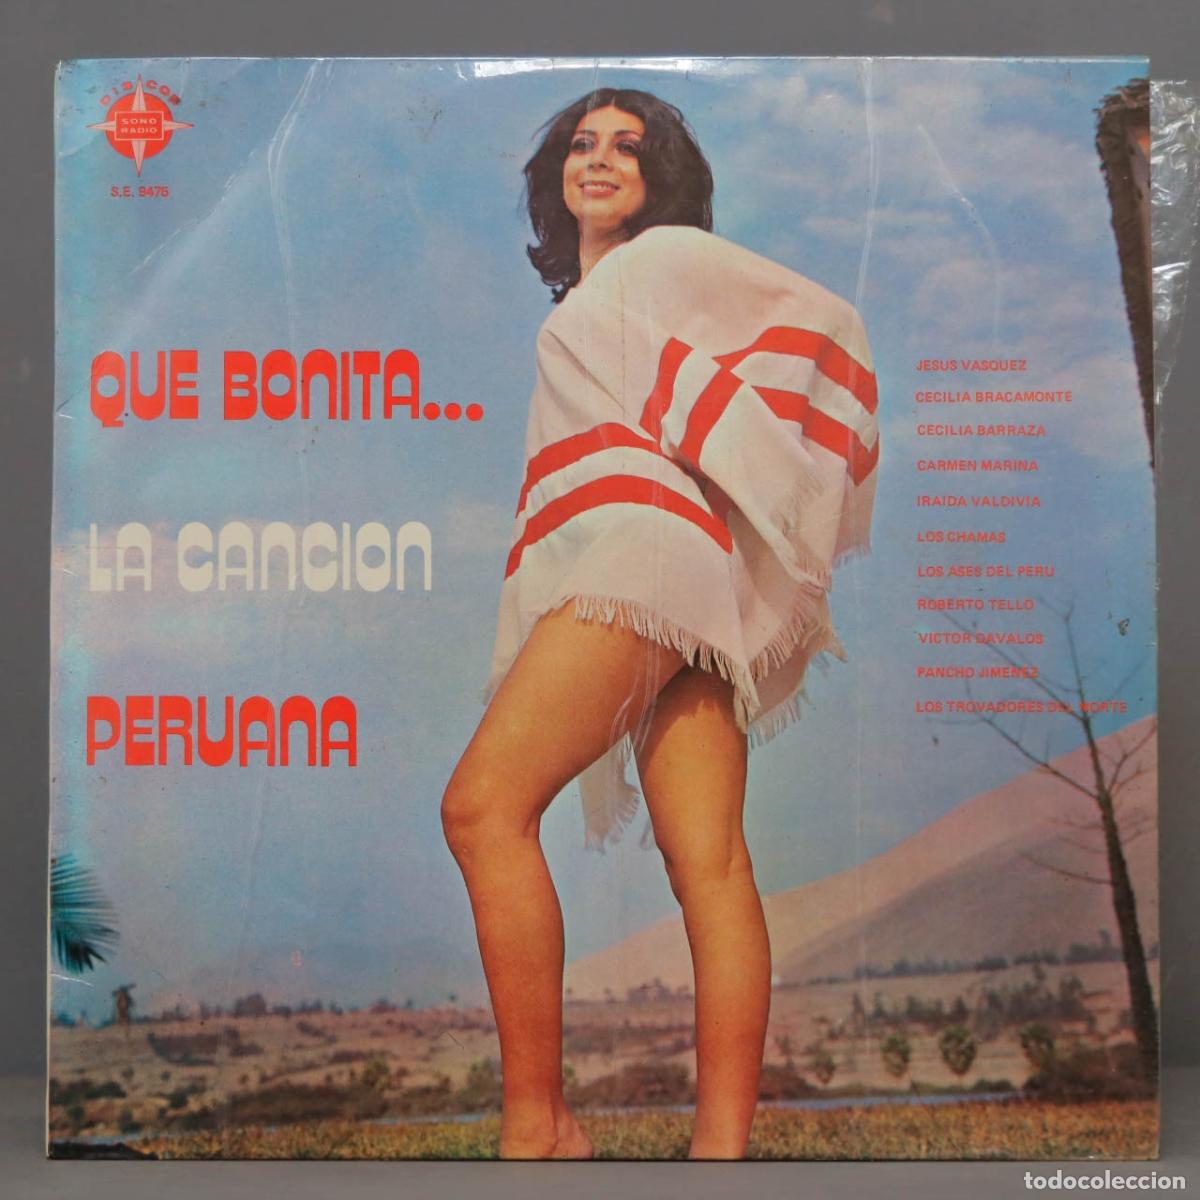 DISCOS
SONO
RADIO
S.E. 9475
QUE BONITA...
LA CANCION
PERUANA
JESUS VASQUEZ
CECILIA BRACAMONTE
CECILIA BARRAZA
CARMEN MARINA
IRAIDA VALDIVIA
LOS CHAMAS
LOS ASES DEL PERU
ROBERTO TELLO
VICTOR DAVALOS
PANCHO JIMENEZ
LOS TROVADORES DEL NORTE
todocoleccion